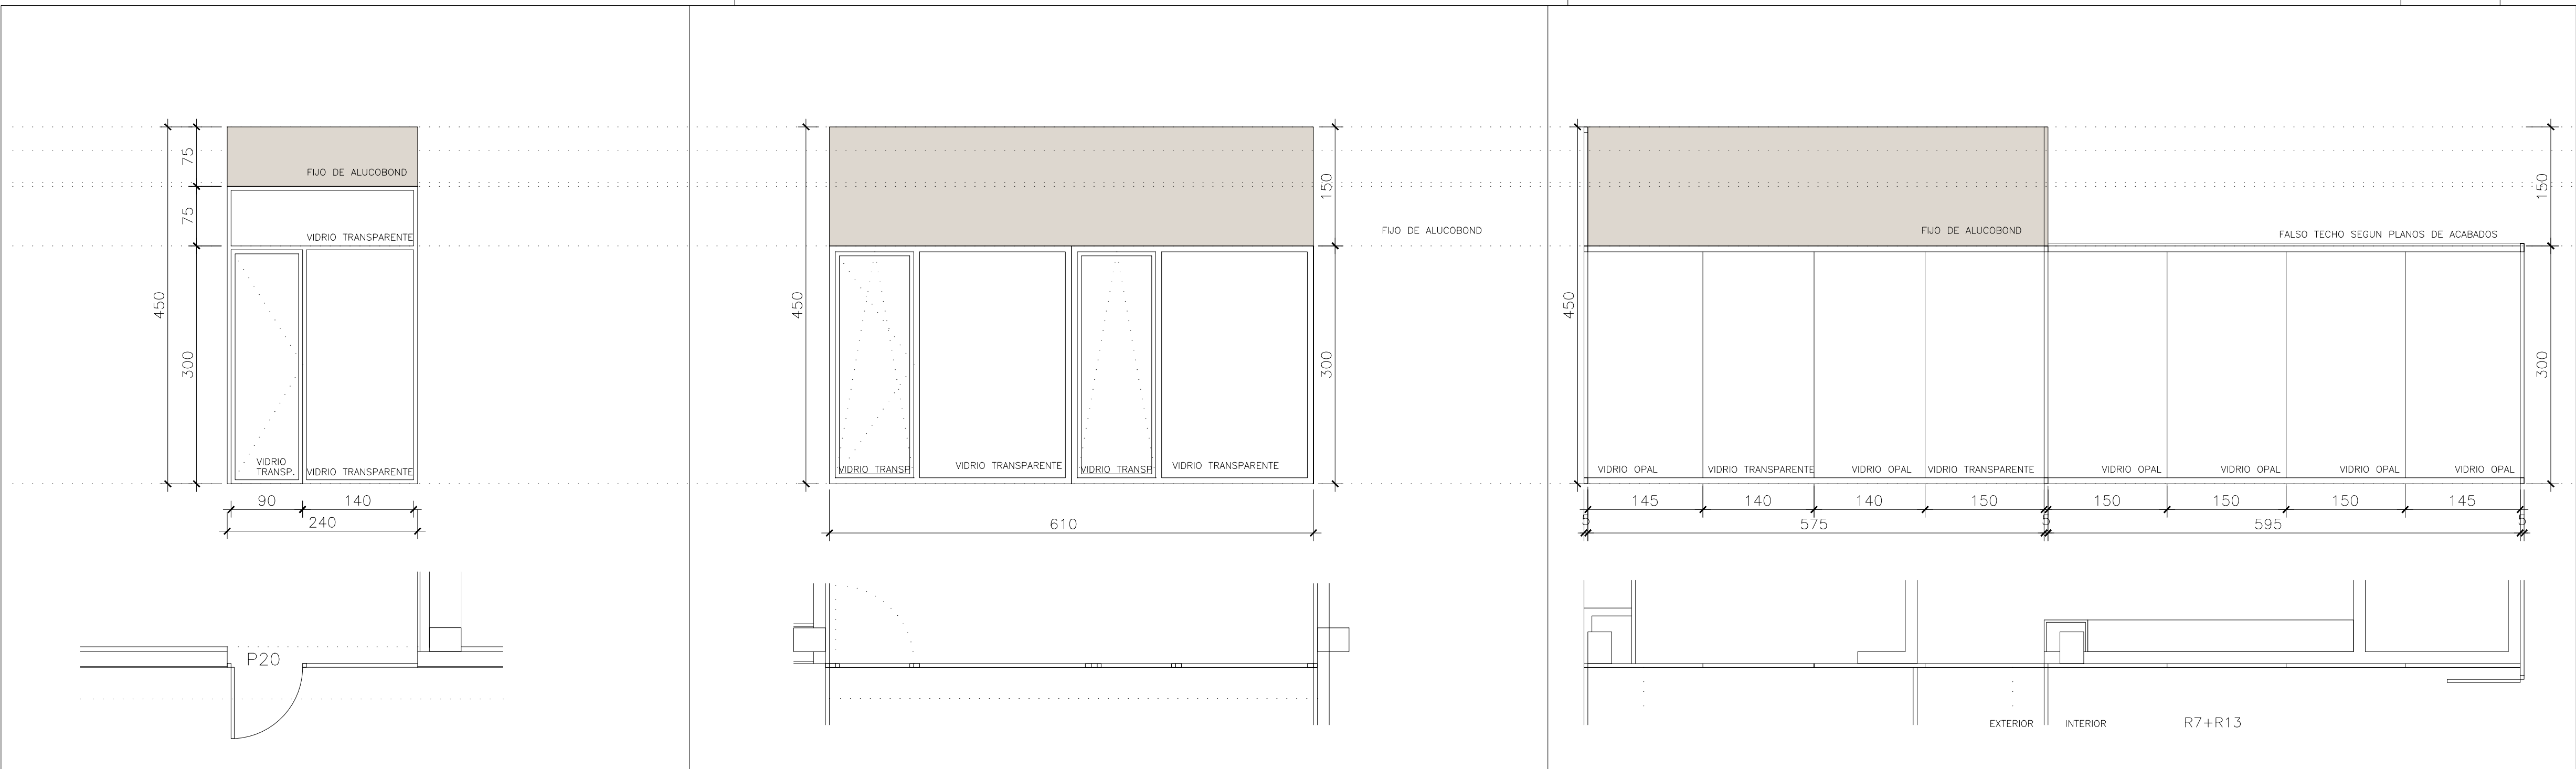 75
FIJO DE ALUCOBOND
75
VIDRIO TRANSPARENTE
450
300
VIDRIO
TRANSP.
VIDRIO TRANSPARENTE
90
140
240
P20
450
150
FIJO DE ALUCOBOND
300
VIDRIO TRANSP
VIDRIO TRANSPARENTE
VIDRIO TRANSP
VIDRIO TRANSPARENTE
610
450
150
FIJO DE ALUCOBOND
FALSO TECHO SEGUN PLANOS DE ACABADOS
300
VIDRIO OPAL
VIDRIO TRANSPARENTE
VIDRIO OPAL
VIDRIO TRANSPARENTE
VIDRIO OPAL
VIDRIO OPAL
VIDRIO OPAL
VIDRIO OPAL
145
140
140
150
150
150
150
145
5
575
5
595
5
EXTERIOR
INTERIOR
R7+R13